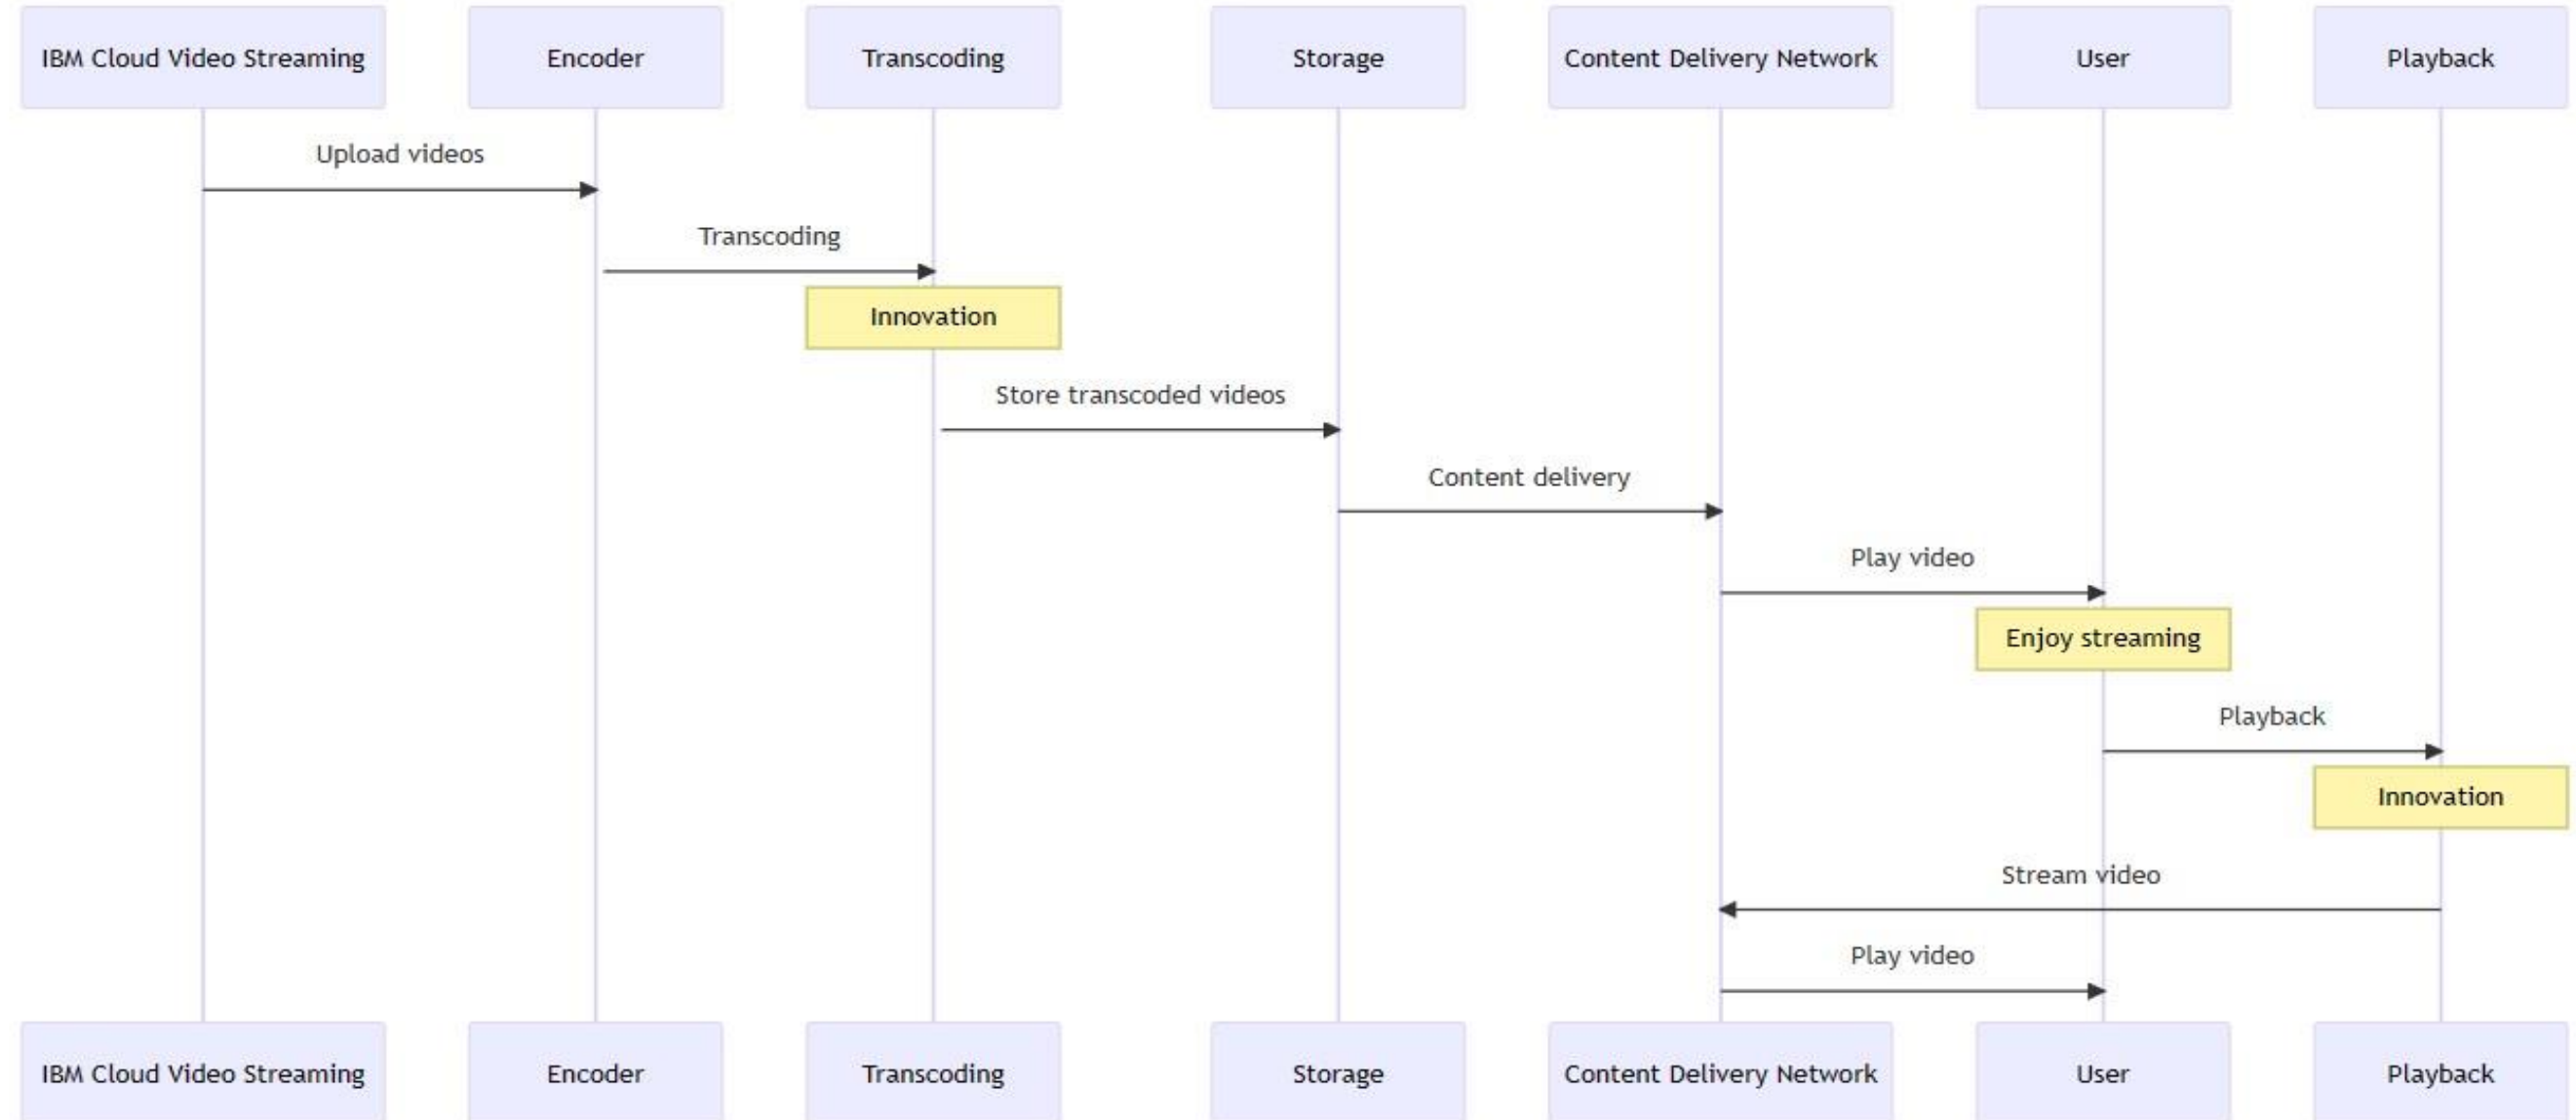 IBM Cloud Video Streaming
Encoder
Transcoding
Storage
Content Delivery Network
User
Playback
Upload videos
Transcoding
Innovation
Store transcoded videos
Content delivery
Play video
Enjoy streaming
Playback
Innovation
Stream video
Play video
IBM Cloud Video Streaming
Encoder
Transcoding
Storage
Content Delivery Network
User
Playback